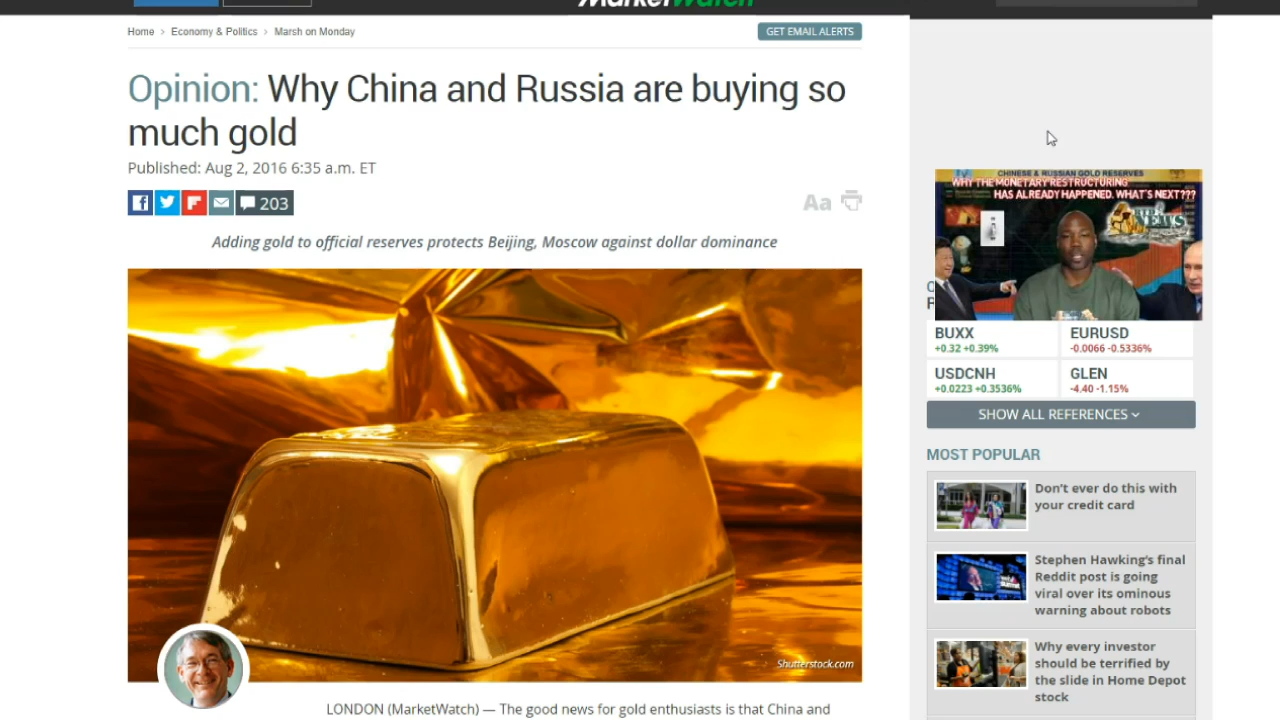 MarketWatch
Home > Economy & Politics > Marsh on Monday
GET EMAIL ALERTS
Opinion: Why China and Russia are buying so
much gold
Published: Aug 2, 2016 6:35 a.m. ET
203
Aa
Adding gold to official reserves protects Beijing, Moscow against dollar dominance
Shutterstock.com
LONDON (MarketWatch) — The good news for gold enthusiasts is that China and
CHINESE & RUSSIAN GOLD RESERVES
WHY THE MONETARY RESTRUCTURING
HAS ALREADY HAPPENED. WHAT'S NEXT???
NEWS
BUXX
+0.32 +0.39%
EURUSD
-0.0066 -0.5336%
USDCNH
+0.0223 +0.3536%
GLEN
-4.40 -1.15%
SHOW ALL REFERENCES
MOST POPULAR
Don't ever do this with
your credit card
Stephen Hawking's final
Reddit post is going
viral over its ominous
warning about robots
Why every investor
should be terrified by
the slide in Home Depot
stock